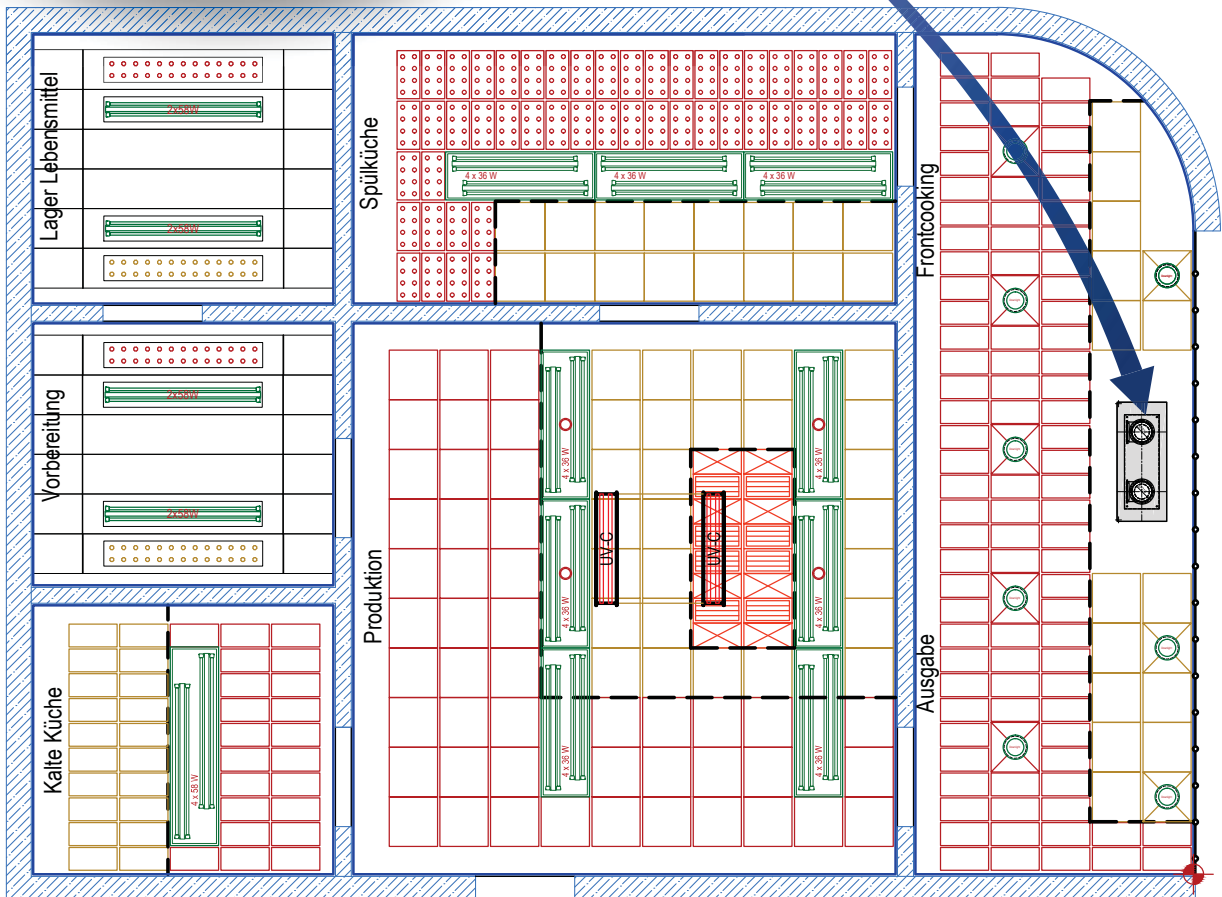 Lager Lebensmittel
2x58W
2x58W
Spülküche
4 x 36 W
4 x 36 W
4 x 36 W
Frontcooking
Vorbereitung
2x58W
2x58W
Produktion
4 x 36 W
4 x 36 W
4 x 36 W
UV-C
UV-C
4 x 36 W
4 x 36 W
4 x 36 W
Kalte Küche
4 x 58 W
Ausgabe